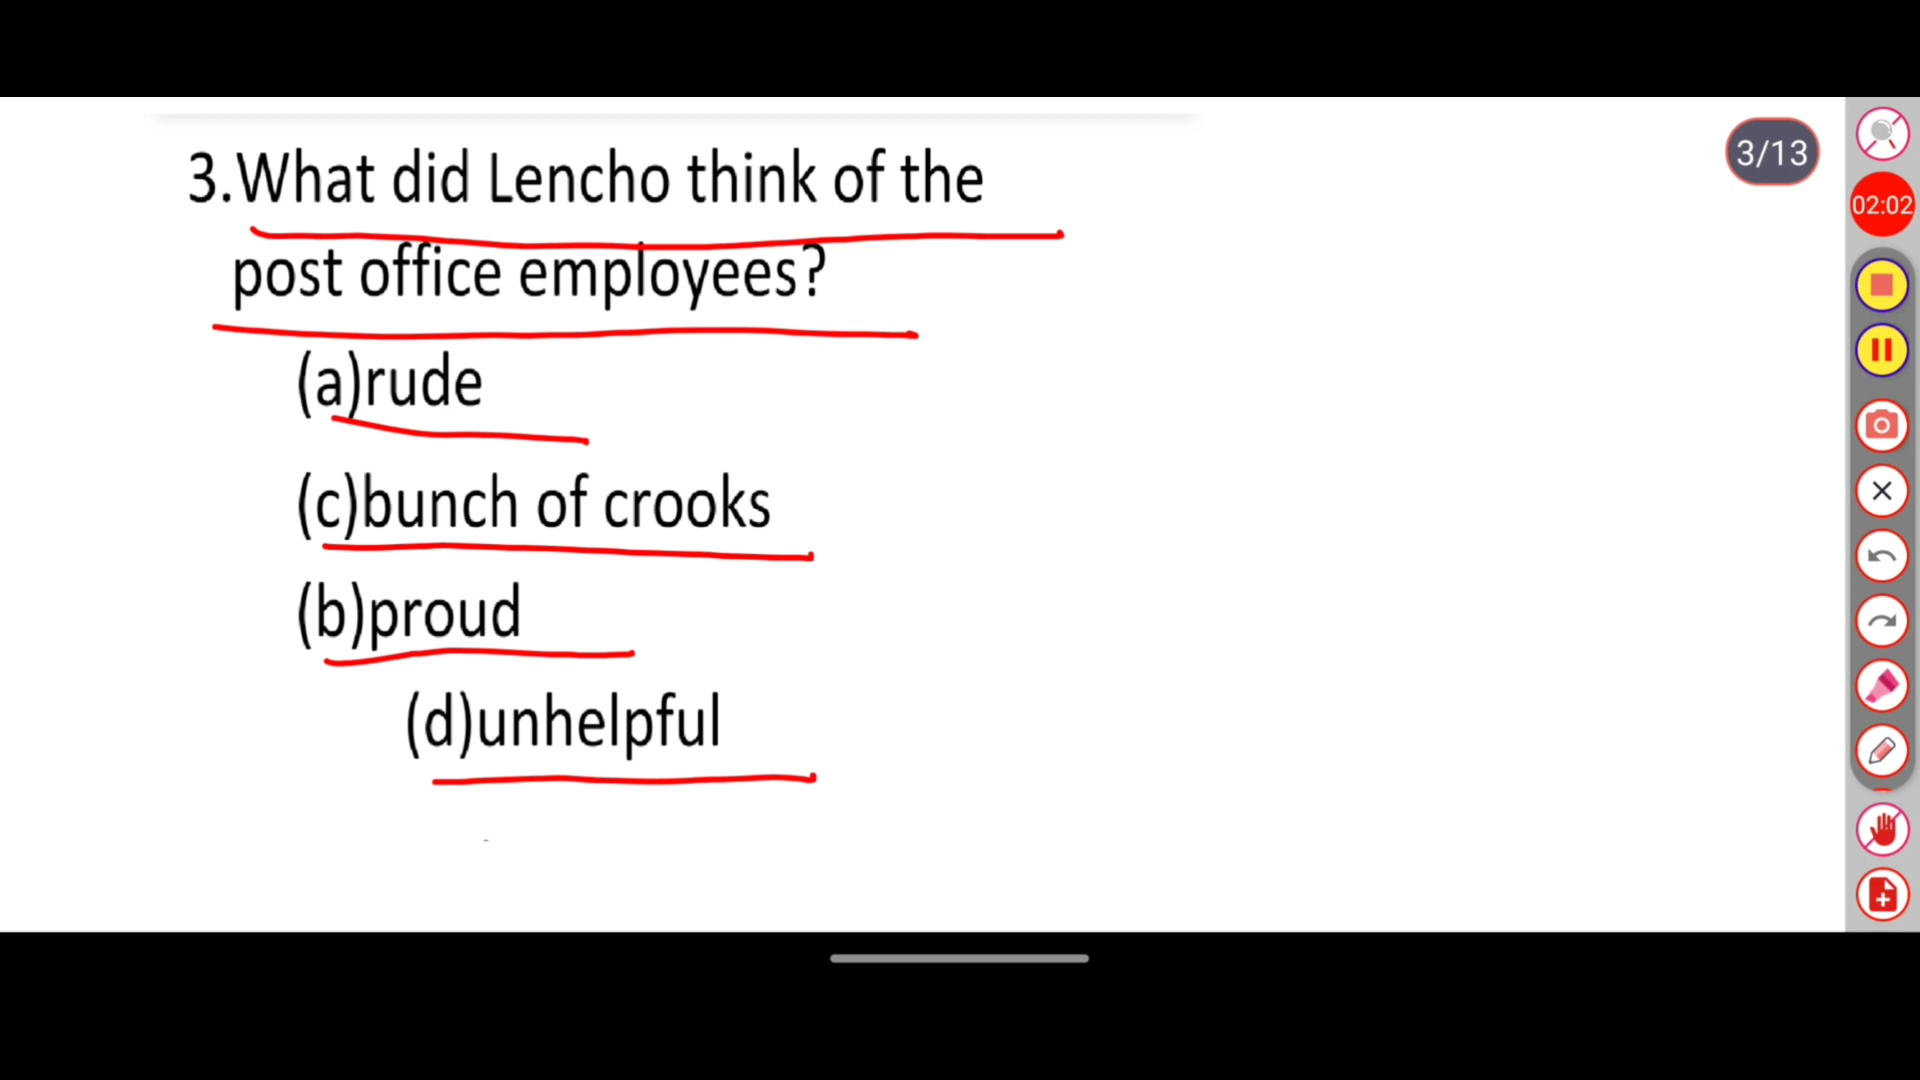 3.What did Lencho think of the
post office employees?
(a)rude
(c)bunch of crooks
(b)proud
(d)unhelpful
3/13
02:02